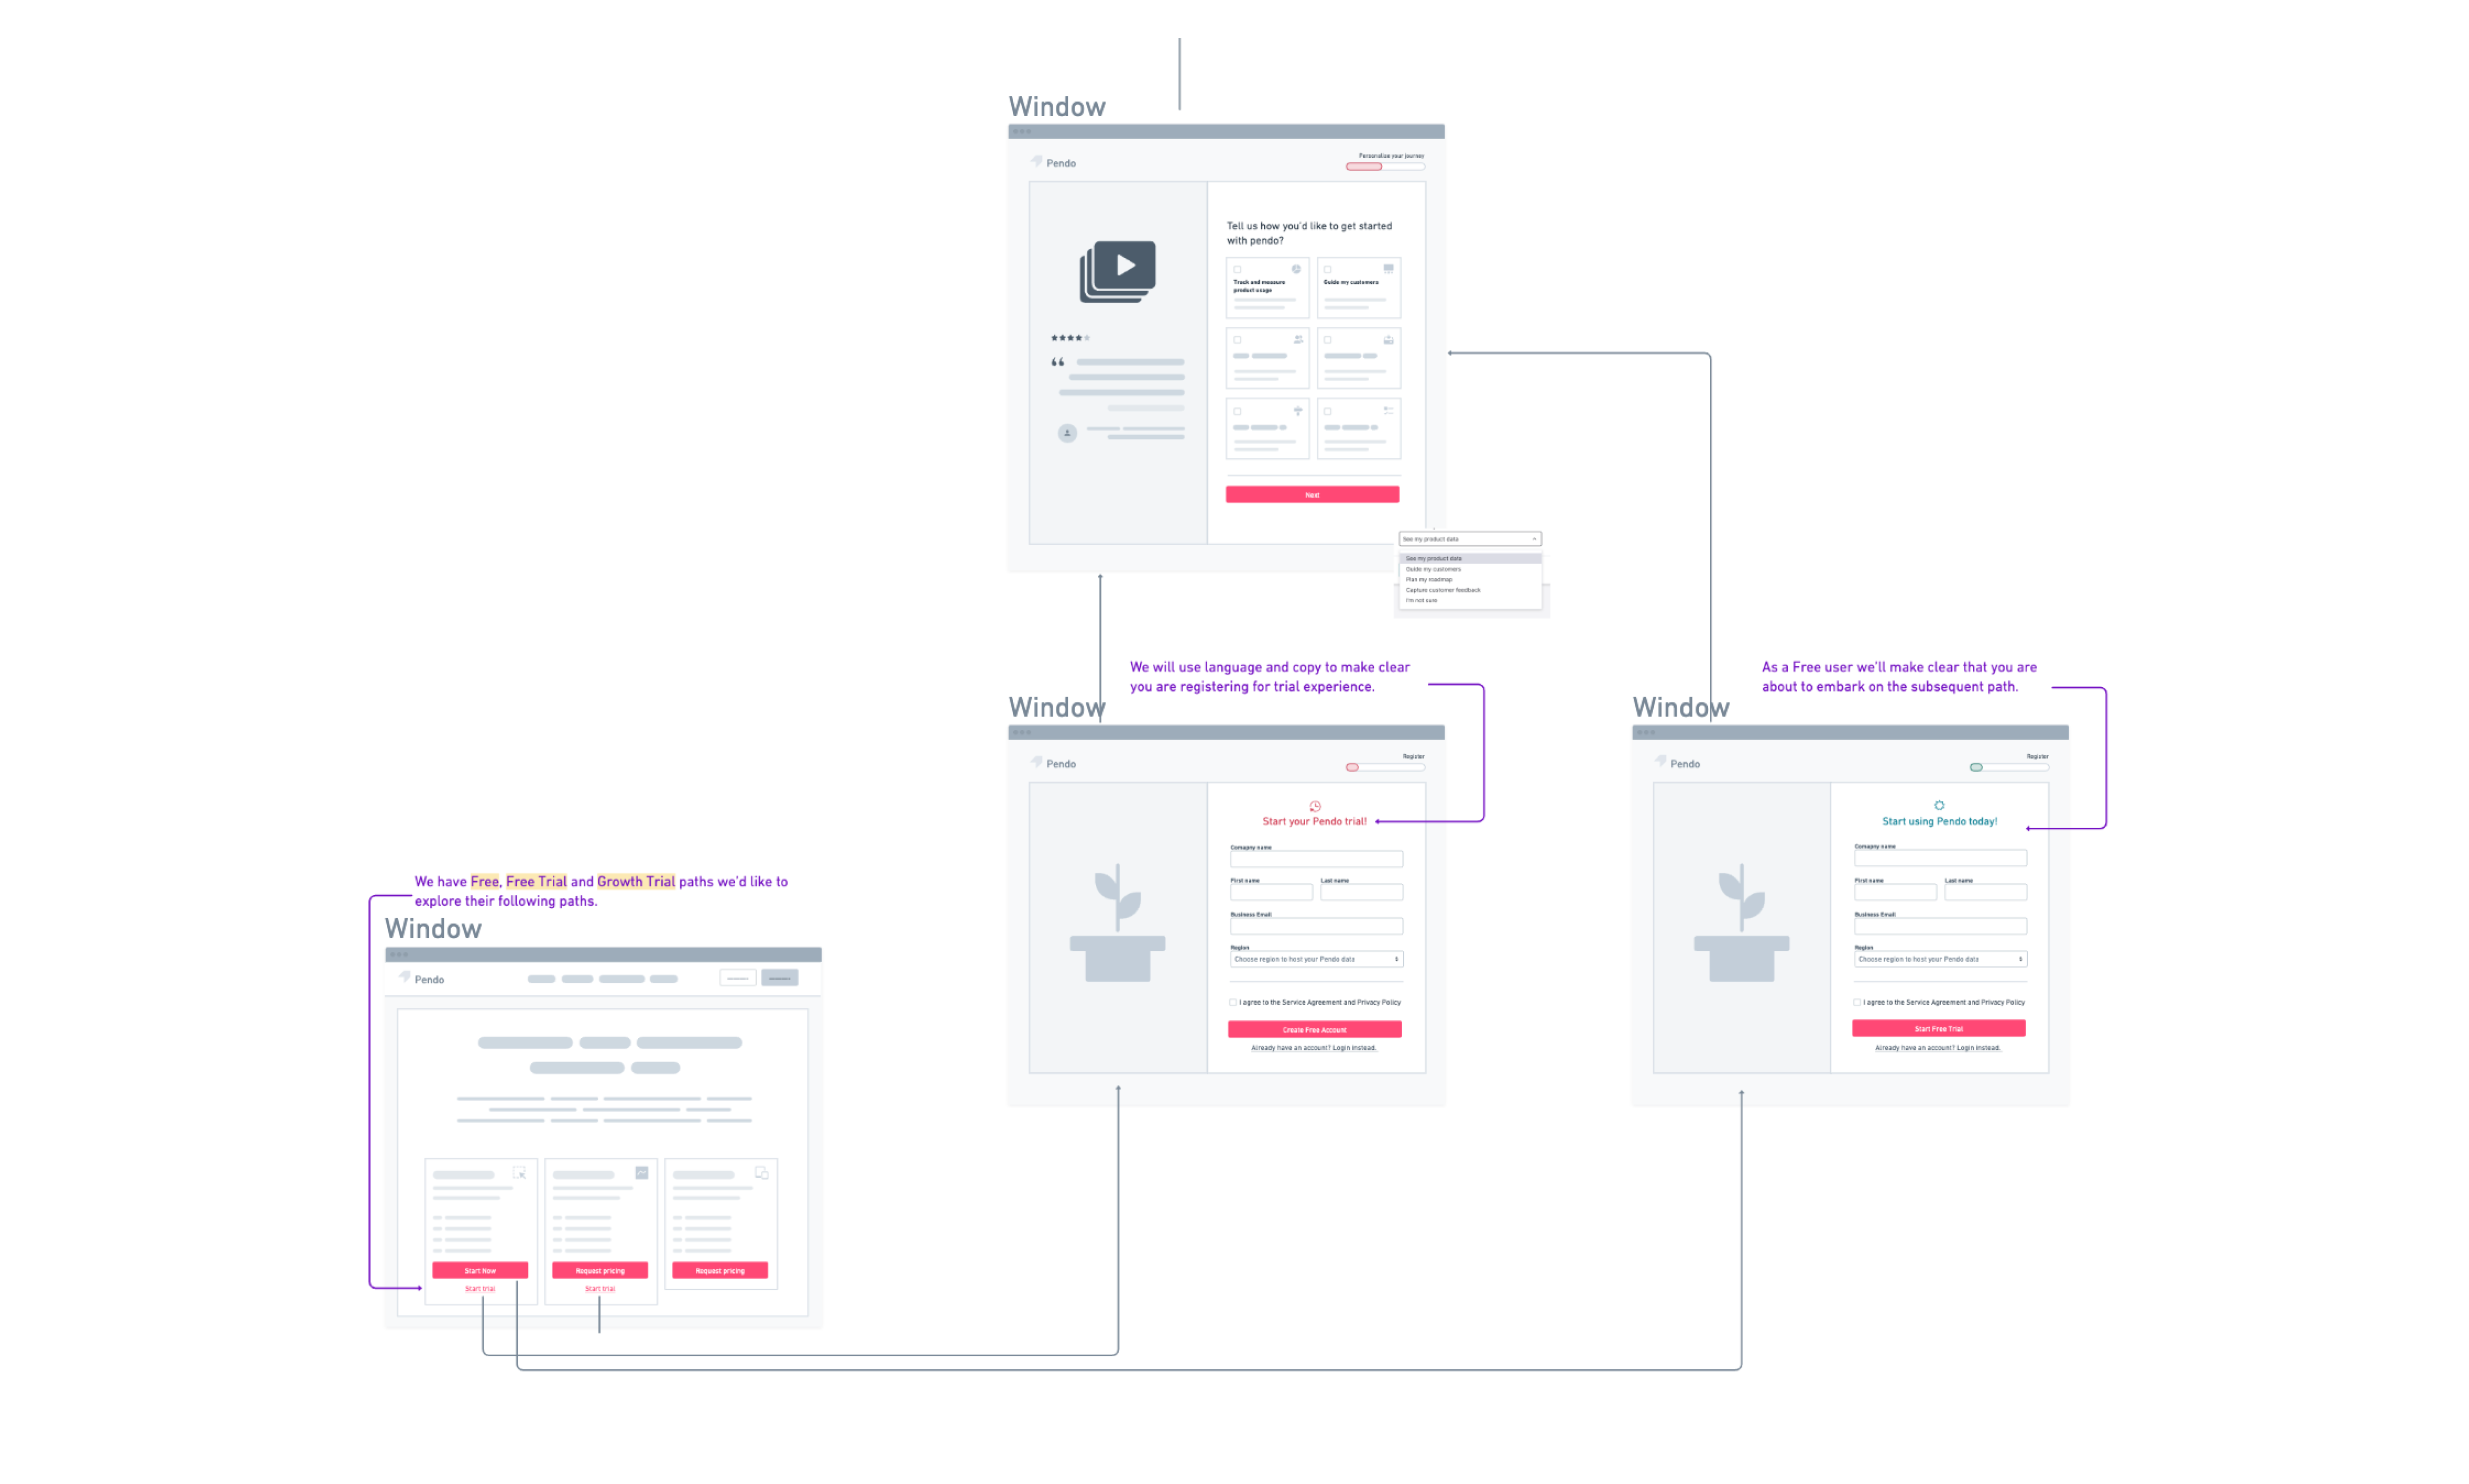 Window
Pendo
Personalise your journey
Tell us how you'd like to get started
with pendo?
Track and measure
product usage
Guide my customers
Next
See my product data
See my product data
Guide my customers
Plan my roadmap
Capture customer feedback
I'm not sure
We will use language and copy to make clear
you are registering for trial experience.
Window
Pendo
Register
Start your Pendo trial!
Comapny name
First name
Last name
Business Email
Region
Choose region to host your Pendo data
I agree to the Service Agreement and Privacy Policy
Create Free Account
Already have an account? Login instead.
As a Free user we'll make clear that you are
about to embark on the subsequent path.
Window
Pendo
Register
Start using Pendo today!
Comapny name
First name
Last name
Business Email
Region
Choose region to host your Pendo data
I agree to the Service Agreement and Privacy Policy
Start Free Trial
Already have an account? Login instead.
We have Free, Free Trial and Growth Trial paths we'd like to
explore their following paths.
Window
Pendo
Start Now
Start trial
Request pricing
Start trial
Request pricing